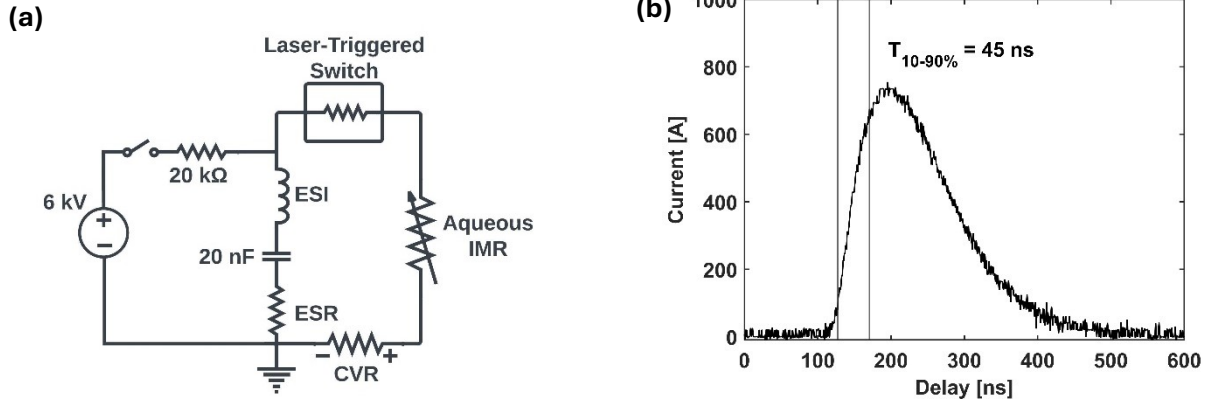 (a)
Laser-Triggered
Switch
20 kΩ
6 kV
+
−
ESI
20 nF
ESR
Aqueous
IMR
− +
CVR
(b)
T10-90% = 45 ns
Current [A]
1000
800
600
400
200
0
0 100 200 300 400 500 600
Delay [ns]